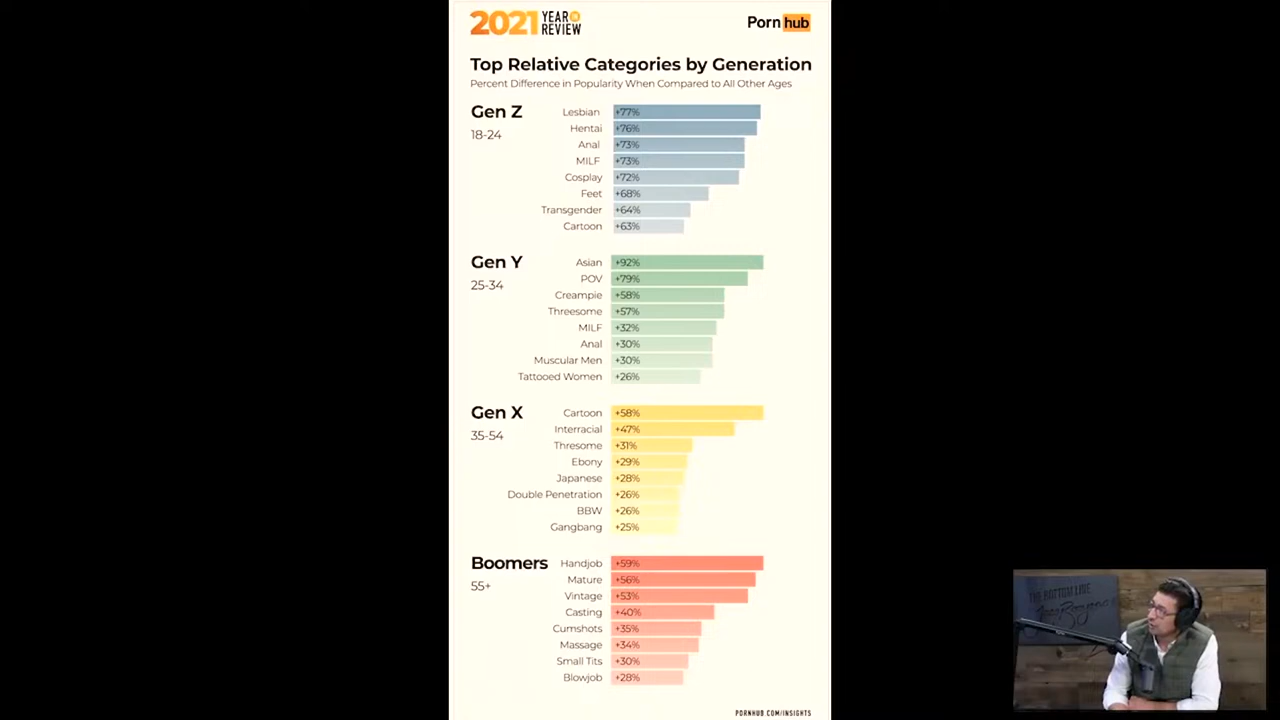 2021 YEAR IN REVIEW
Porn hub
Top Relative Categories by Generation
Percent Difference in Popularity When Compared to All Other Ages
Gen Z
18-24
Lesbian +77%
Hentai +76%
Anal +73%
MILF +73%
Cosplay +72%
Feet +68%
Transgender +64%
Cartoon +63%
Gen Y
25-34
Asian +92%
POV +79%
Creampie +58%
Threesome +57%
MILF +32%
Anal +30%
Muscular Men +30%
Tattooed Women +26%
Gen X
35-54
Cartoon +58%
Interracial +47%
Thresome +31%
Ebony +29%
Japanese +28%
Double Penetration +26%
BBW +26%
Gangbang +25%
Boomers
55+
Handjob +59%
Mature +56%
Vintage +53%
Casting +40%
Cumshots +35%
Massage +34%
Small Tits +30%
Blowjob +28%
PORNHUB.COM/INSIGHTS
THE BOTTOM LINE